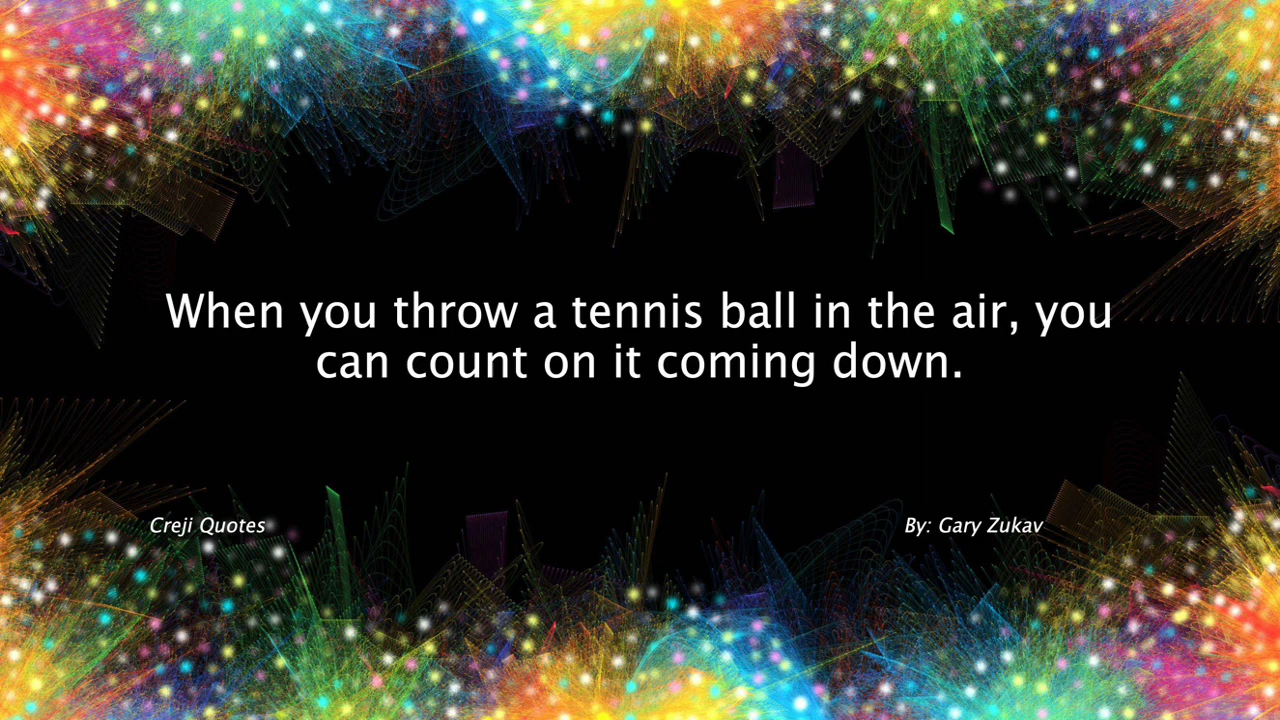 When you throw a tennis ball in the air, you
can count on it coming down.
Creji Quotes
By: Gary Zukav